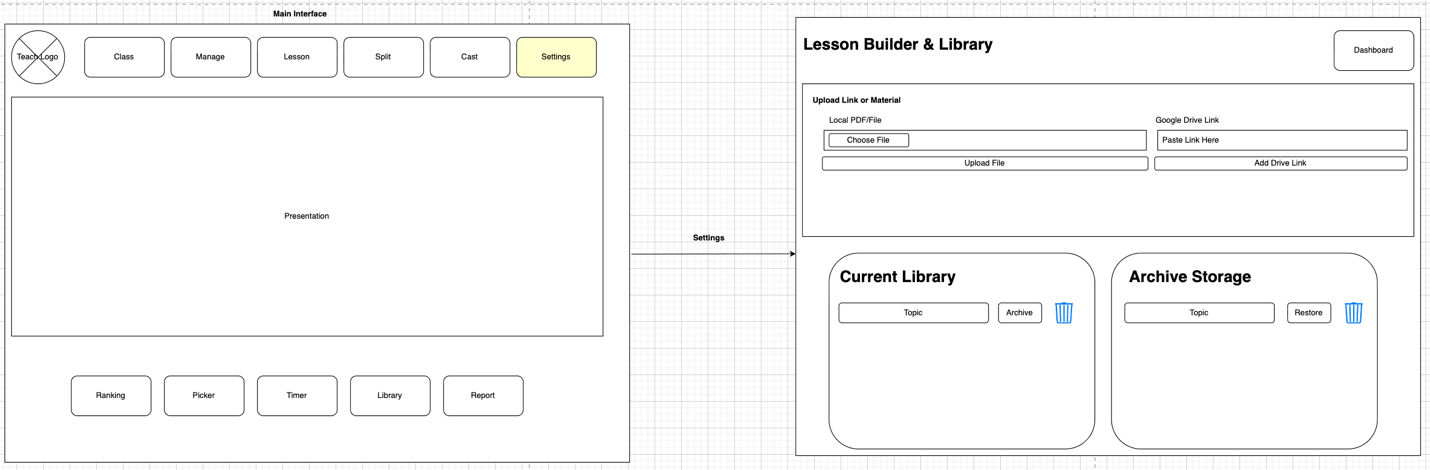 Main Interface
Teach Logo
Class
Manage
Lesson
Split
Cast
Settings
Presentation
Ranking
Picker
Timer
Library
Report
Settings
Lesson Builder & Library
Dashboard
Upload Link or Material
Local PDF/File
Google Drive Link
Choose File
Paste Link Here
Upload File
Add Drive Link
Current Library
Topic
Archive
Archive Storage
Topic
Restore